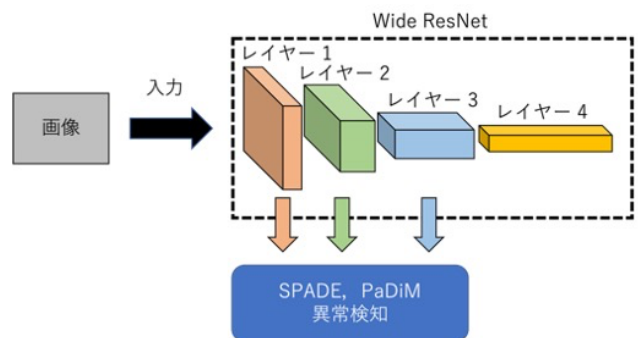 Wide ResNet
レイヤー 1
レイヤー 2
レイヤー 3
レイヤー 4
入力
画像
SPADE，PaDiM
異常検知